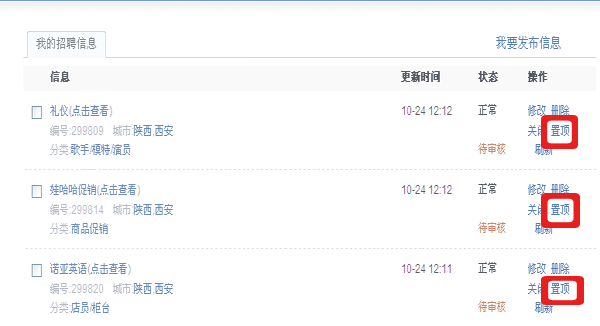 我的招聘信息 我要发布信息
信息 更新时间 状态 操作
礼仪(点击查看) 10-24 12:12 正常 修改 删除
编号:299809 城市:陕西,西安 关闭 置顶
分类:歌手/模特/演员 待审核 刷新
娃哈哈促销(点击查看) 10-24 12:12 正常 修改 删除
编号:299814 城市:陕西,西安 关闭 置顶
分类:商品促销 待审核 刷新
诺亚英语(点击查看) 10-24 12:11 正常 修改 删除
编号:299820 城市:陕西,西安 关闭 置顶
分类:店员/柜台 待审核 刷新